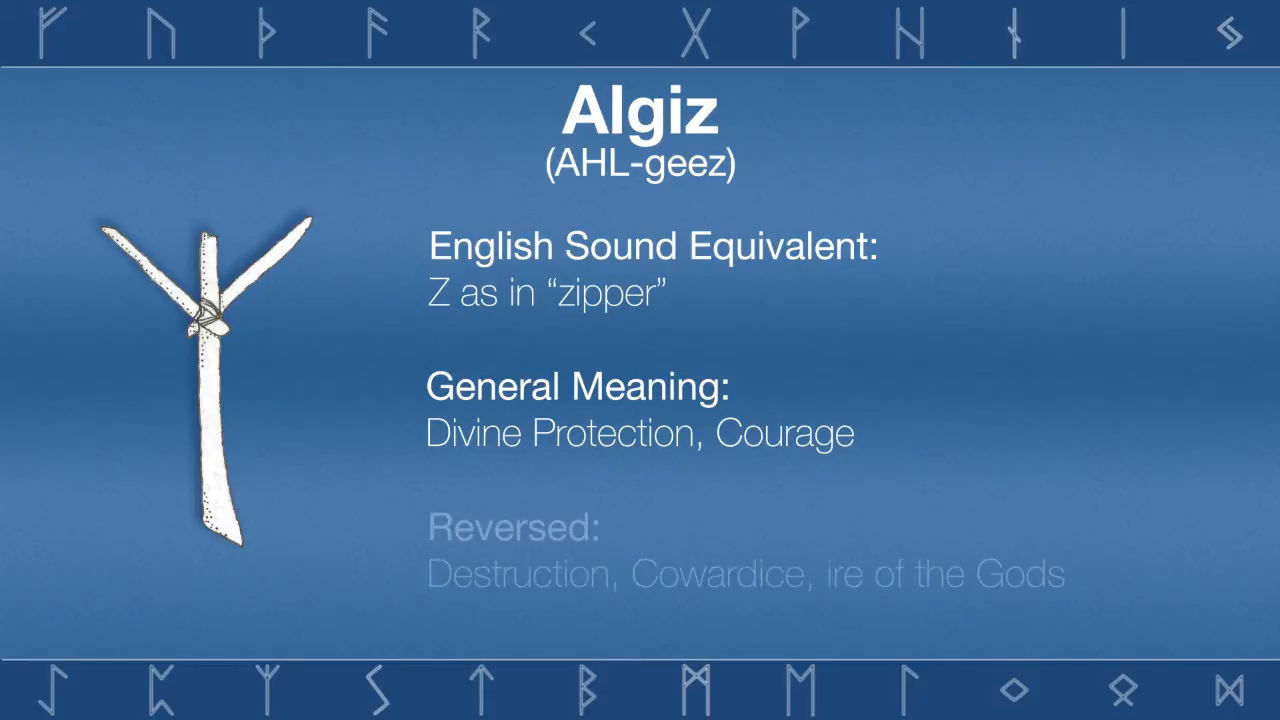 ᚠ ᚢ ᚦ ᚨ ᚱ ᚲ ᚷ ᚹ ᚺ ᚾ ᛁ ᛃ
Algiz
(AHL-geez)
English Sound Equivalent:
Z as in “zipper”
General Meaning:
Divine Protection, Courage
Reversed:
Destruction, Cowardice, ire of the Gods
ᛇ ᛈ ᛉ ᛊ ᛏ ᛒ ᛗ ᛖ ᛚ ᛜ ᛟ ᛞ